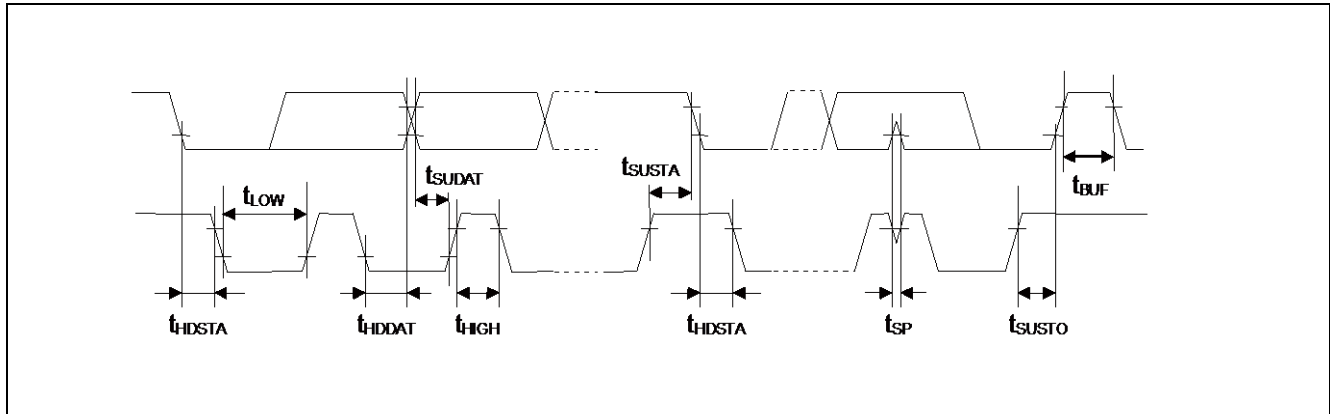 tSUDAT
tSUSTA
tLOW
tBUF
tHDSTA
tHDDAT
tHIGH
tHDSTA
tSP
tSUSTO